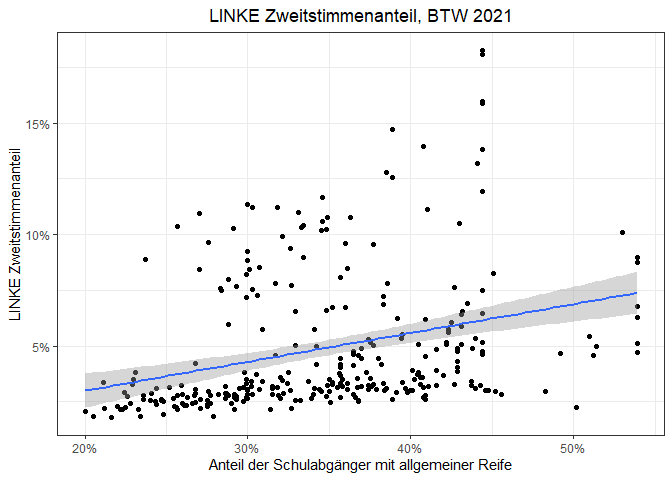 LINKE Zweitstimmenanteil, BTW 2021
LINKE Zweitstimmenanteil
15%
10%
5%
20%
30%
40%
50%
Anteil der Schulabgänger mit allgemeiner Reife